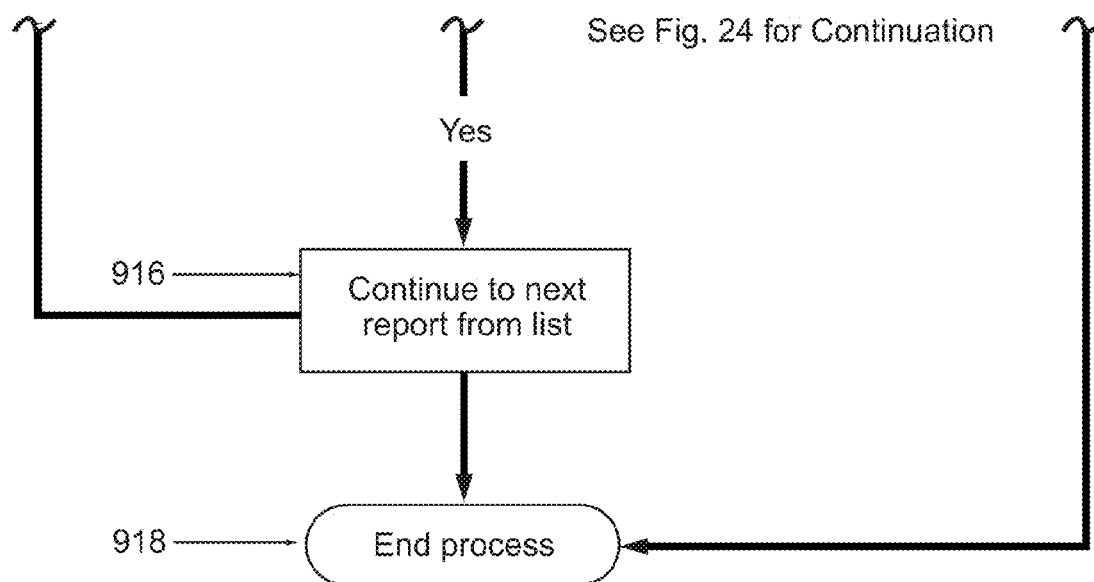 See Fig. 24 for Continuation
Yes
916
Continue to next
report from list
918
End process